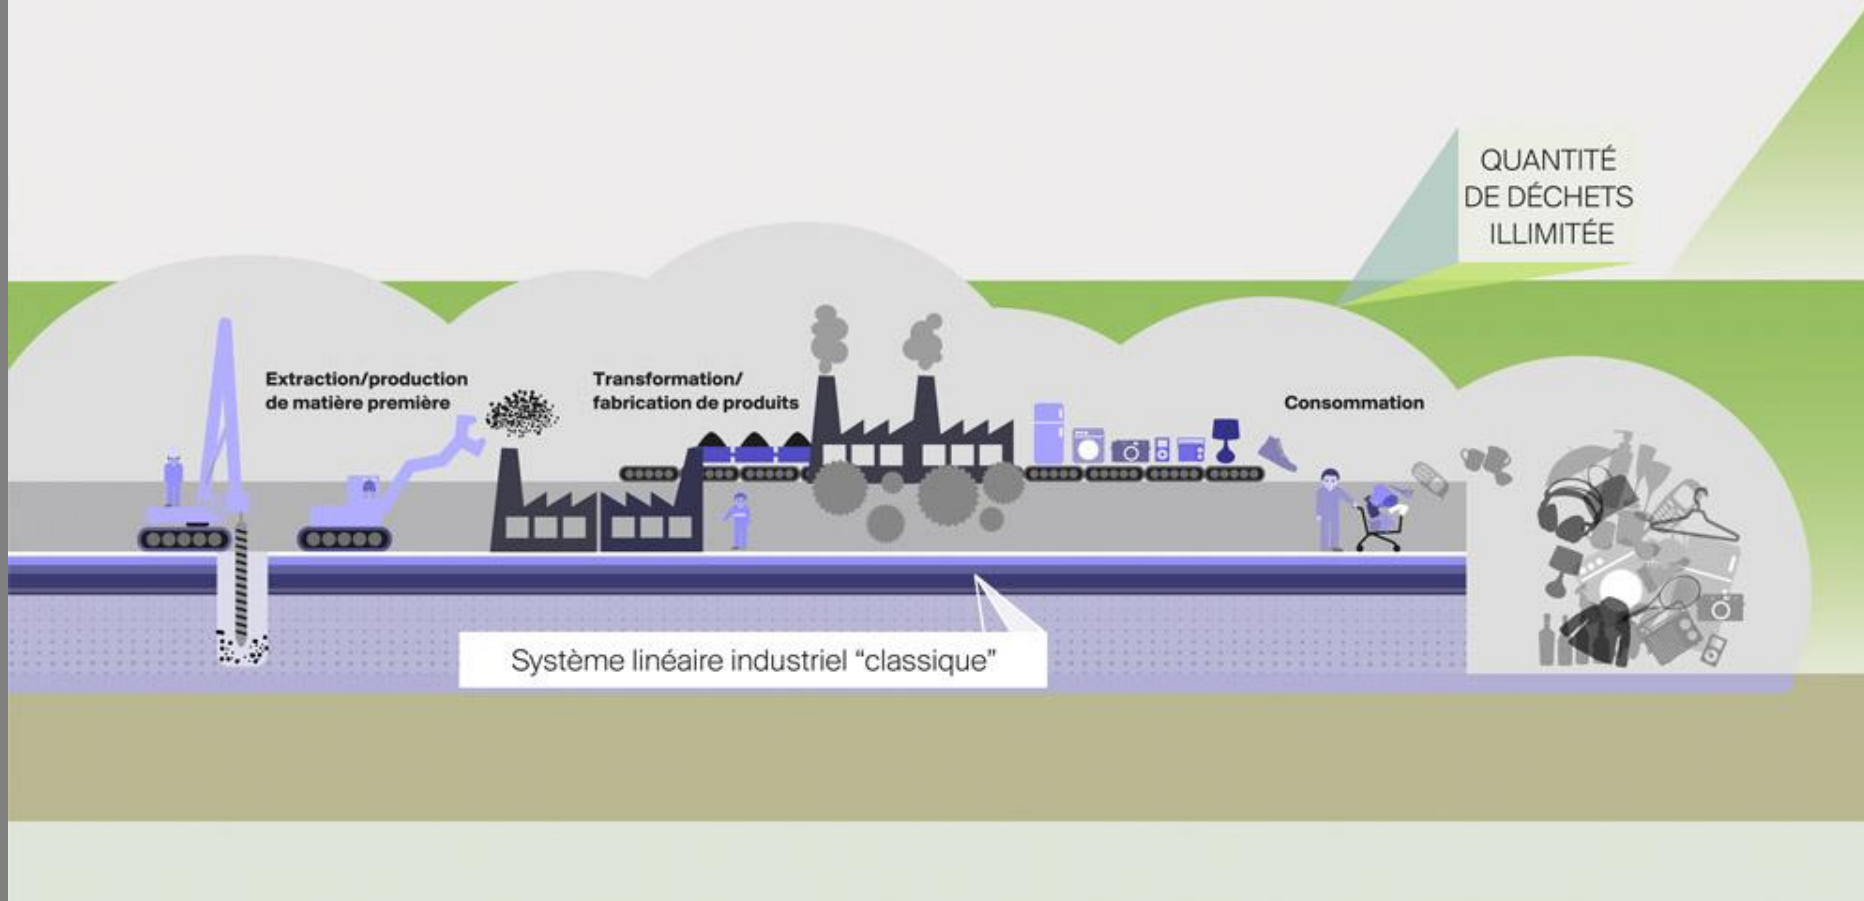 QUANTITÉ
DE DÉCHETS
ILLIMITÉE
Extraction/production
de matière première
Transformation/
fabrication de produits
Consommation
Système linéaire industriel “classique”